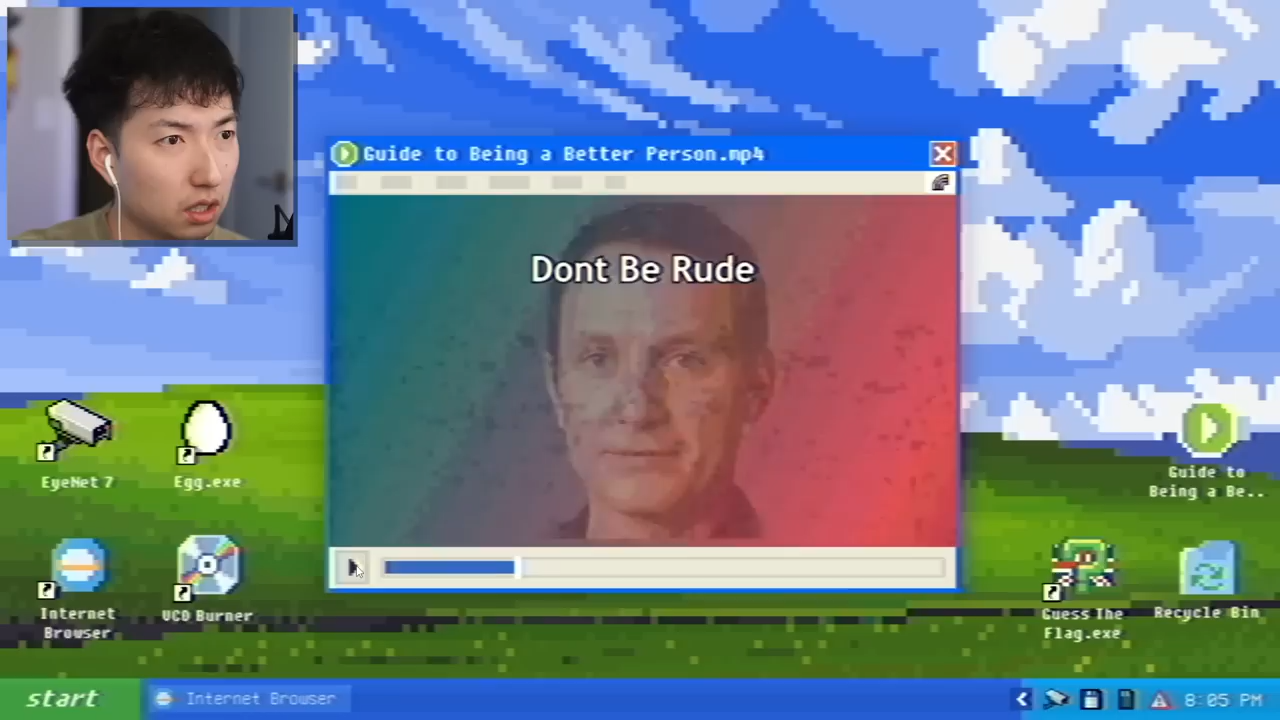 Guide to Being a Better Person.mp4
Dont Be Rude
EyeNet 7
Egg.exe
Guide to
Being a Be..
Internet
Browser
VCD Burner
Guess The
Flag.exe
Recycle Bin
start
Internet Browser
8:05 PM